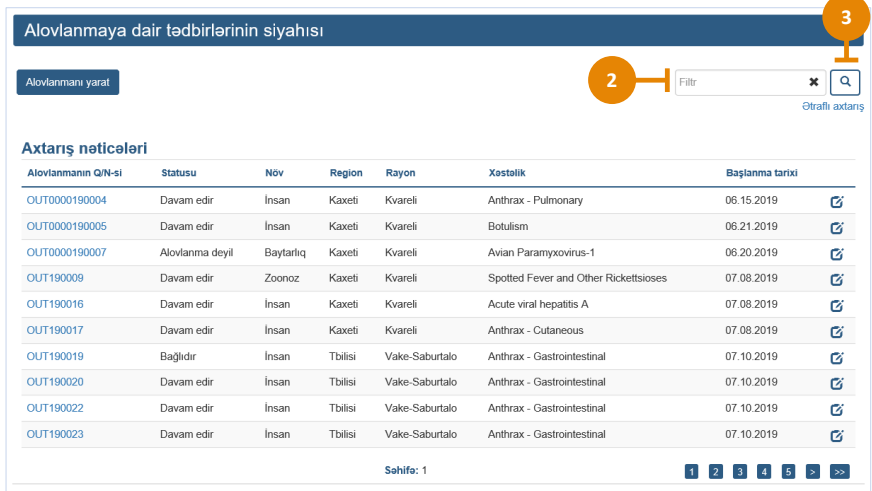 Alovlanmaya dair tədbirlərinin siyahısı
3
Alovlanmanı yarat
2
Filtr
Ətraflı axtarış
Axtarış nəticələri
Alovlanmanın Q/N-si Statusu Növ Region Rayon Xəstəlik Başlanma tarixi
OUT0000190004 Davam edir İnsan Kaxeti Kvareli Anthrax - Pulmonary 06.15.2019
OUT0000190005 Davam edir İnsan Kaxeti Kvareli Botulism 06.21.2019
OUT0000190007 Alovlanma deyil Baytarlıq Kaxeti Kvareli Avian Paramyxovirus-1 06.20.2019
OUT190009 Davam edir Zoonoz Kaxeti Kvareli Spotted Fever and Other Rickettsioses 07.08.2019
OUT190016 Davam edir İnsan Kaxeti Kvareli Acute viral hepatitis A 07.08.2019
OUT190017 Davam edir İnsan Kaxeti Kvareli Anthrax - Cutaneous 07.08.2019
OUT190019 Bağlıdır İnsan Tbilisi Vake-Saburtalo Anthrax - Gastrointestinal 07.10.2019
OUT190020 Davam edir İnsan Tbilisi Vake-Saburtalo Anthrax - Gastrointestinal 07.10.2019
OUT190022 Davam edir İnsan Tbilisi Vake-Saburtalo Anthrax - Gastrointestinal 07.10.2019
OUT190023 Davam edir İnsan Tbilisi Vake-Saburtalo Anthrax - Gastrointestinal 07.10.2019
Səhifə: 1 1 2 3 4 5 > >>